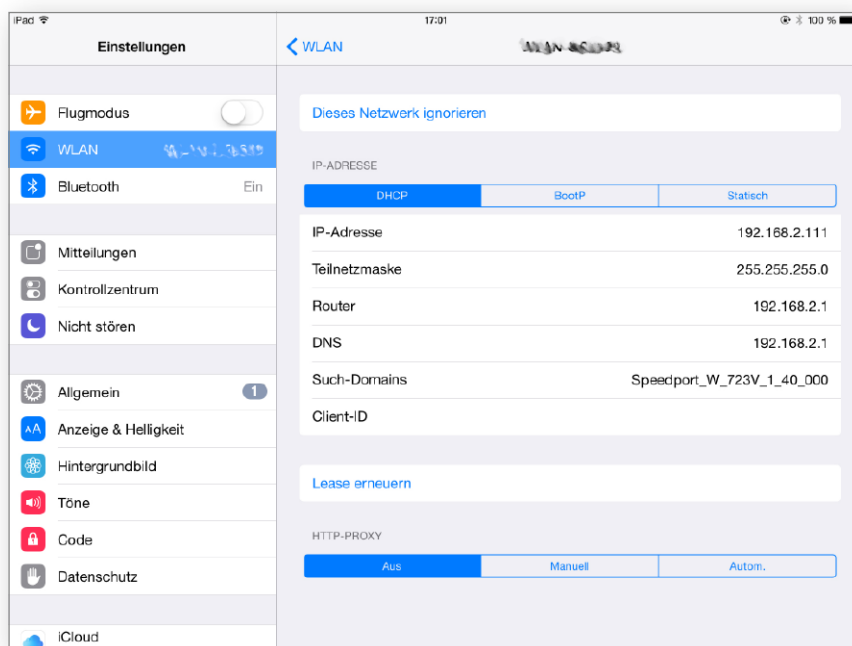 iPad 17:01 100 %
Einstellungen
WLAN
Flugmodus
WLAN
Bluetooth Ein
Mitteilungen
Kontrollzentrum
Nicht stören
Allgemein 1
Anzeige & Helligkeit
Hintergrundbild
Töne
Code
Datenschutz
iCloud
Dieses Netzwerk ignorieren
IP-ADRESSE
DHCP BootP Statisch
IP-Adresse 192.168.2.111
Teilnetzmaske 255.255.255.0
Router 192.168.2.1
DNS 192.168.2.1
Such-Domains Speedport_W_723V_1_40_000
Client-ID
Lease erneuern
HTTP-PROXY
Aus Manuell Autom.